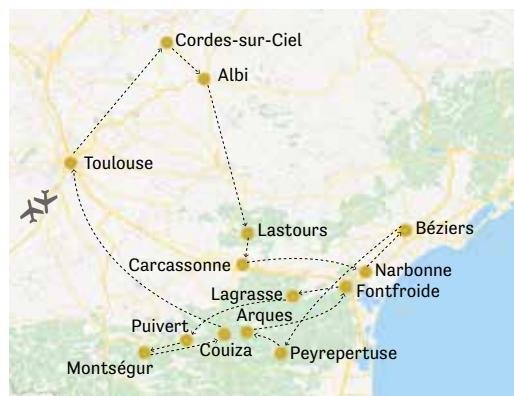 Cordes-sur-Ciel
Albi
Toulouse
Lastours
Béziers
Carcassonne
Narbonne
Fontfroide
Lagrasse
Arques
Puivert
Couiza
Peyrepertuse
Montségur